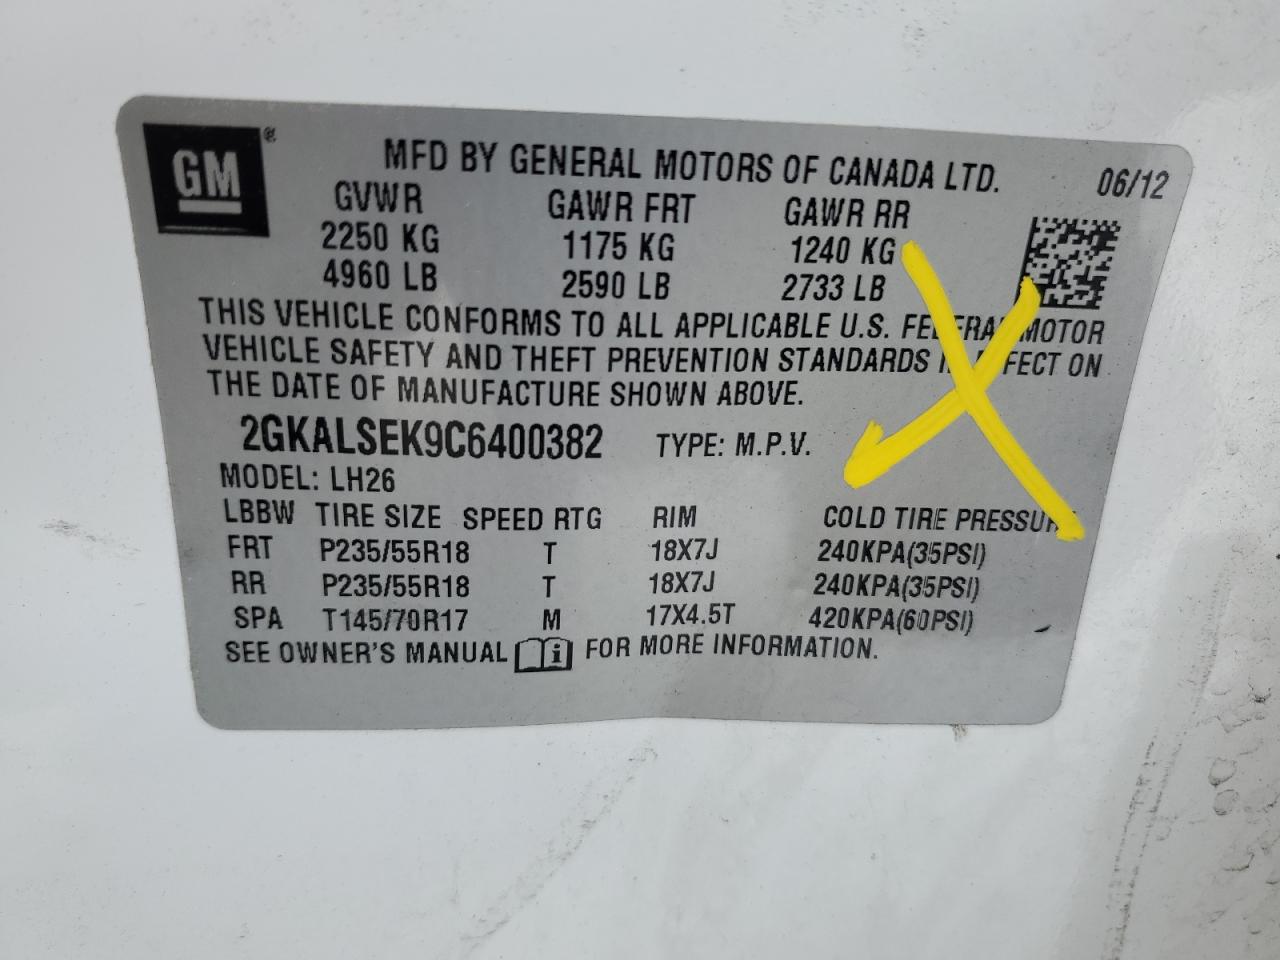 GM®
MFD BY GENERAL MOTORS OF CANADA LTD. 06/12
GVWR GAWR FRT GAWR RR
2250 KG 1175 KG 1240 KG
4960 LB 2590 LB 2733 LB
THIS VEHICLE CONFORMS TO ALL APPLICABLE U.S. FEDERAL MOTOR
VEHICLE SAFETY AND THEFT PREVENTION STANDARDS IN EFFECT ON
THE DATE OF MANUFACTURE SHOWN ABOVE.
2GKALSEK9C6400382 TYPE: M.P.V.
MODEL: LH26
LBBW TIRE SIZE SPEED RTG RIM COLD TIRE PRESSURE
FRT P235/55R18 T 18X7J 240KPA(35PSI)
RR P235/55R18 T 18X7J 240KPA(35PSI)
SPA T145/70R17 M 17X4.5T 420KPA(60PSI)
SEE OWNER'S MANUAL i FOR MORE INFORMATION.